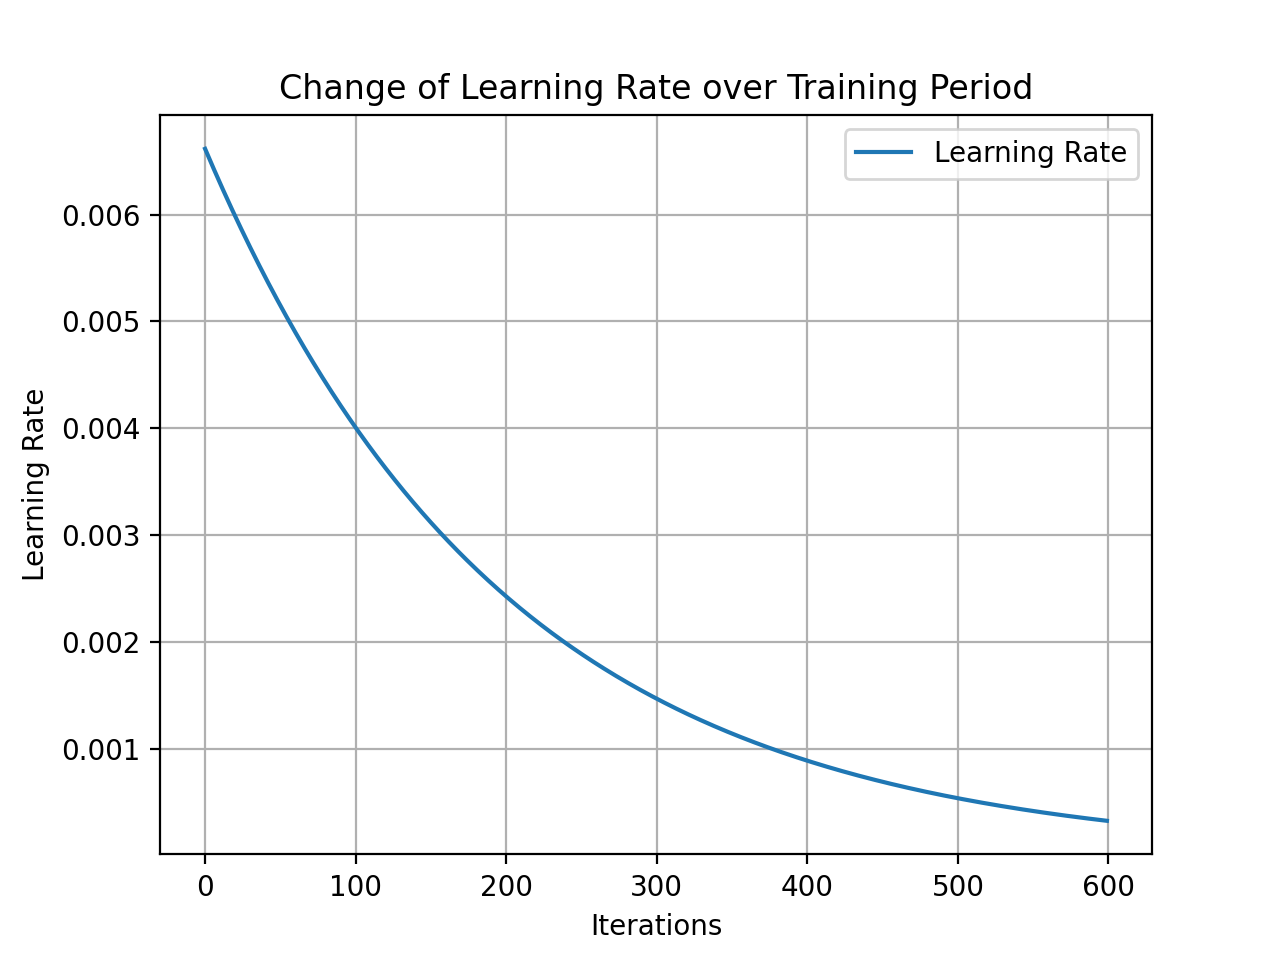 Change of Learning Rate over Training Period
Learning Rate
0.006
0.005
0.004
0.003
0.002
0.001
Learning Rate
0 100 200 300 400 500 600
Iterations